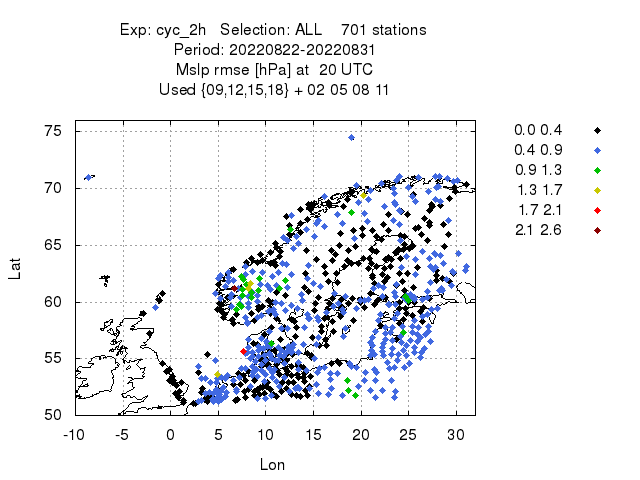 Exp: cyc_2h   Selection: ALL    701 stations
Period: 20220822-20220831
Mslp rmse [hPa] at  20 UTC
Used {09,12,15,18} + 02 05 08 11
0.0 0.4
0.4 0.9
0.9 1.3
1.3 1.7
1.7 2.1
2.1 2.6
75
70
65
60
55
50
Lat
-10 -5 0 5 10 15 20 25 30
Lon